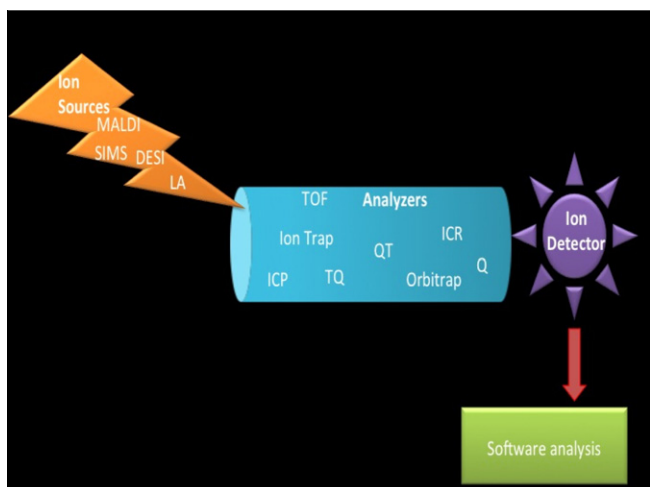 Ion
Sources
MALDI
SIMS DESI
LA
TOF Analyzers
Ion Trap QT ICR
ICP TQ Orbitrap Q
Ion
Detector
Software analysis